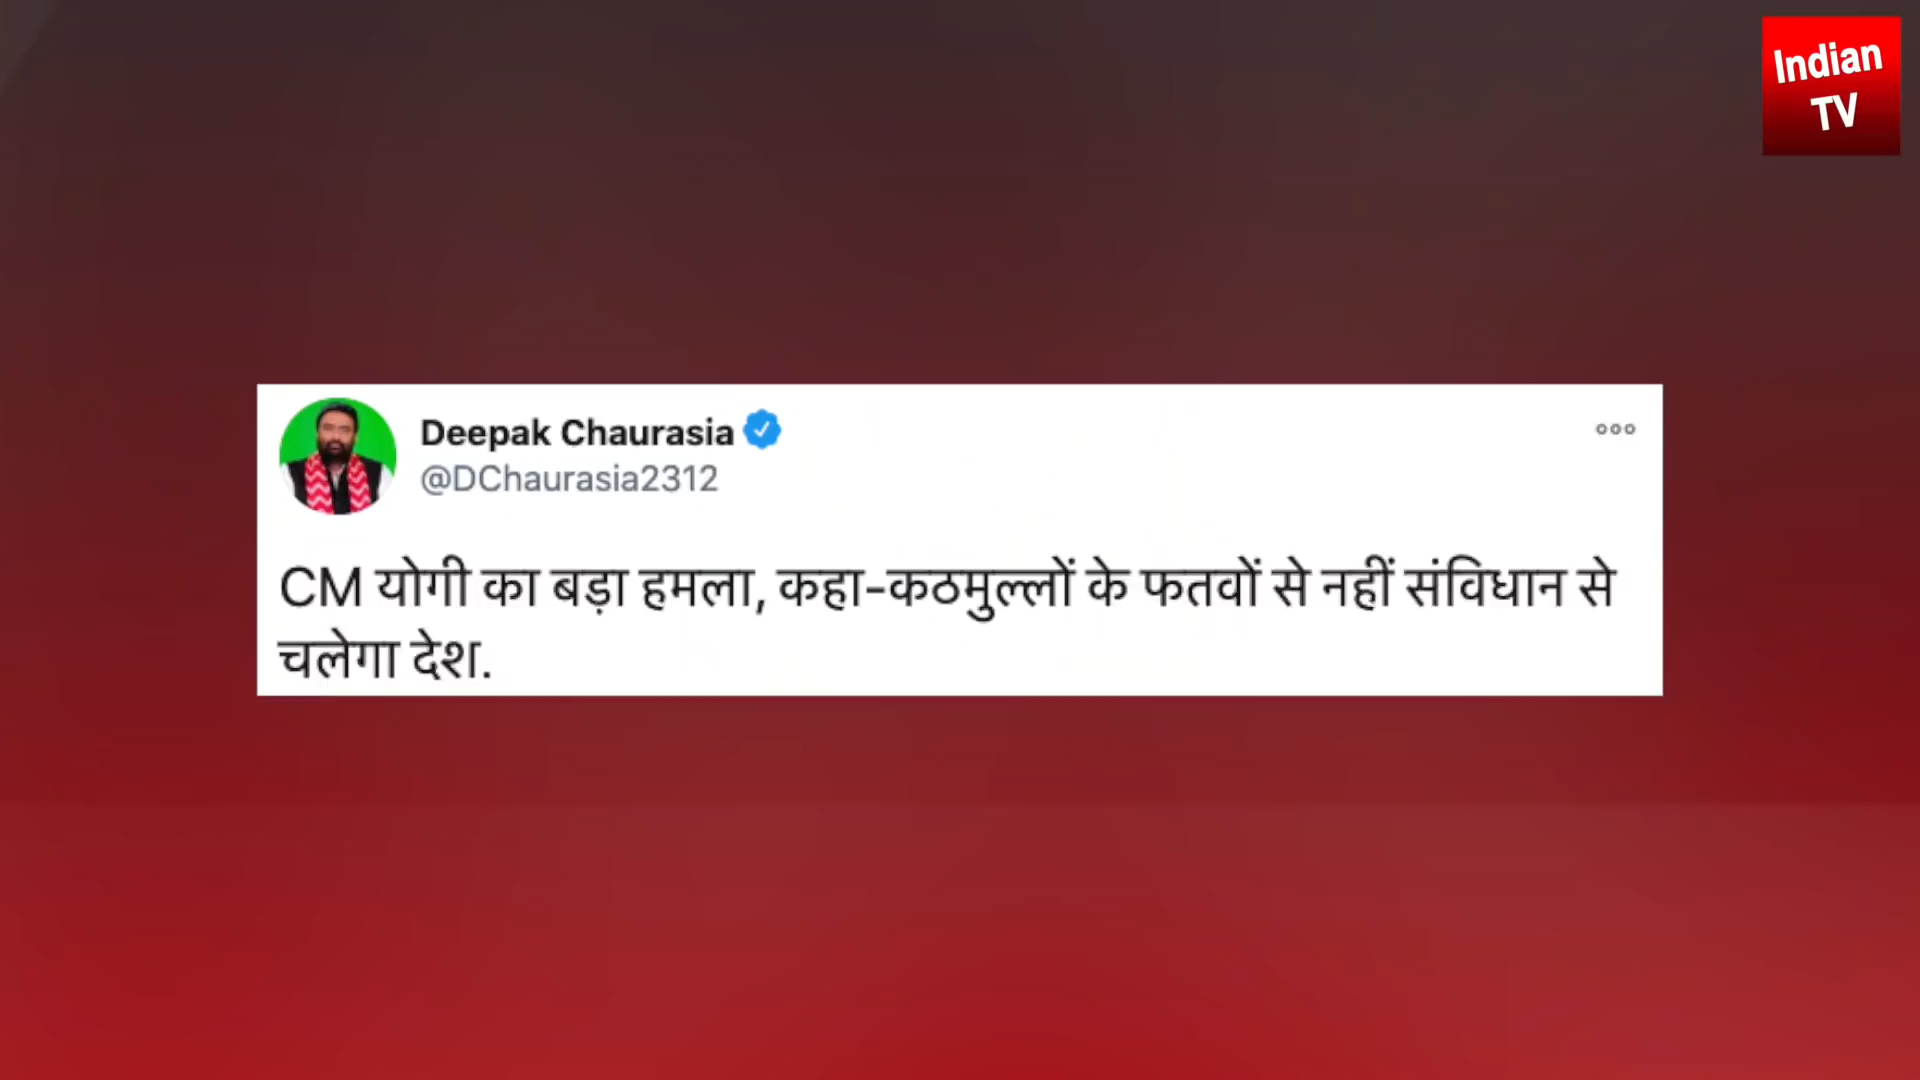 Indian
TV
Deepak Chaurasia
@DChaurasia2312
CM योगी का बड़ा हमला, कहा-कठमुल्लों के फतवों से नहीं संविधान से
चलेगा देश.